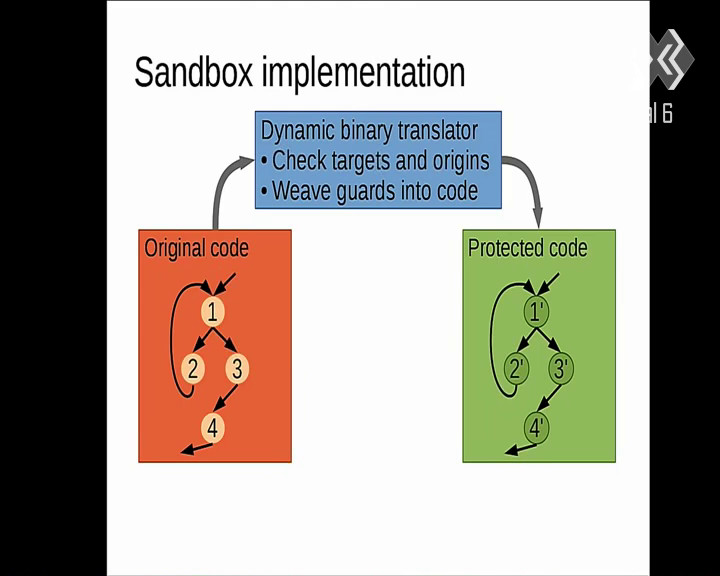 Sandbox implementation
al 6
Dynamic binary translator
• Check targets and origins
• Weave guards into code
Original code
1
2
3
4
Protected code
1'
2'
3'
4'